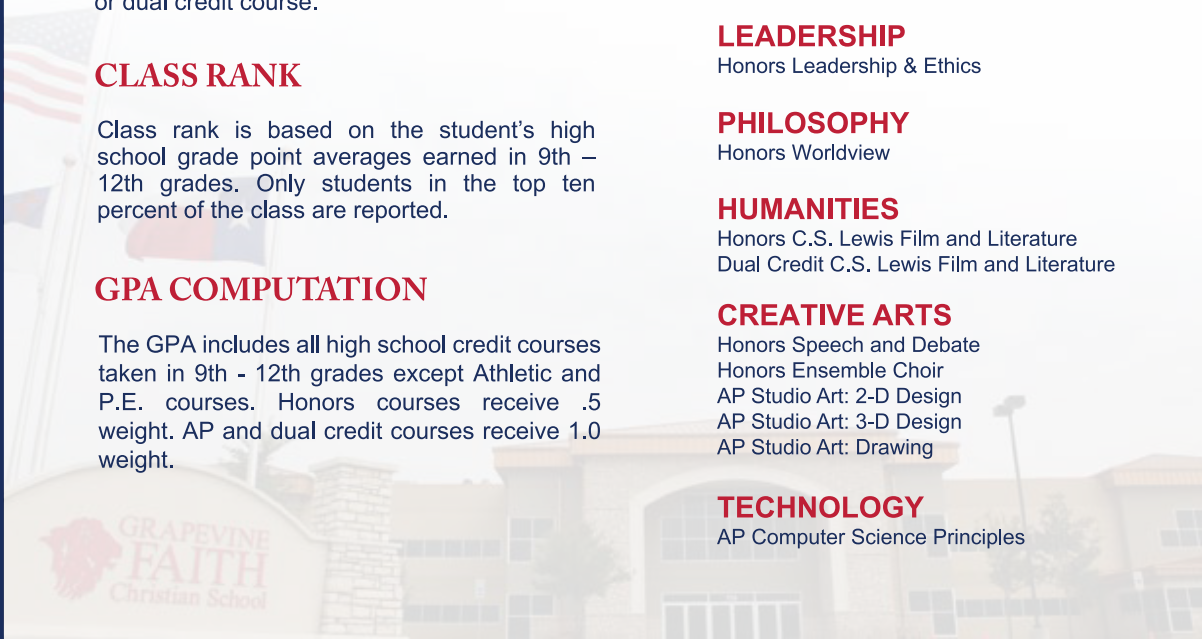 or dual credit course.
CLASS RANK
Class rank is based on the student's high
school grade point averages earned in 9th –
12th grades. Only students in the top ten
percent of the class are reported.
GPA COMPUTATION
The GPA includes all high school credit courses
taken in 9th - 12th grades except Athletic and
P.E. courses. Honors courses receive .5
weight. AP and dual credit courses receive 1.0
weight.
GRAPEVINE
FAITH
Christian School
LEADERSHIP
Honors Leadership & Ethics
PHILOSOPHY
Honors Worldview
HUMANITIES
Honors C.S. Lewis Film and Literature
Dual Credit C.S. Lewis Film and Literature
CREATIVE ARTS
Honors Speech and Debate
Honors Ensemble Choir
AP Studio Art: 2-D Design
AP Studio Art: 3-D Design
AP Studio Art: Drawing
TECHNOLOGY
AP Computer Science Principles